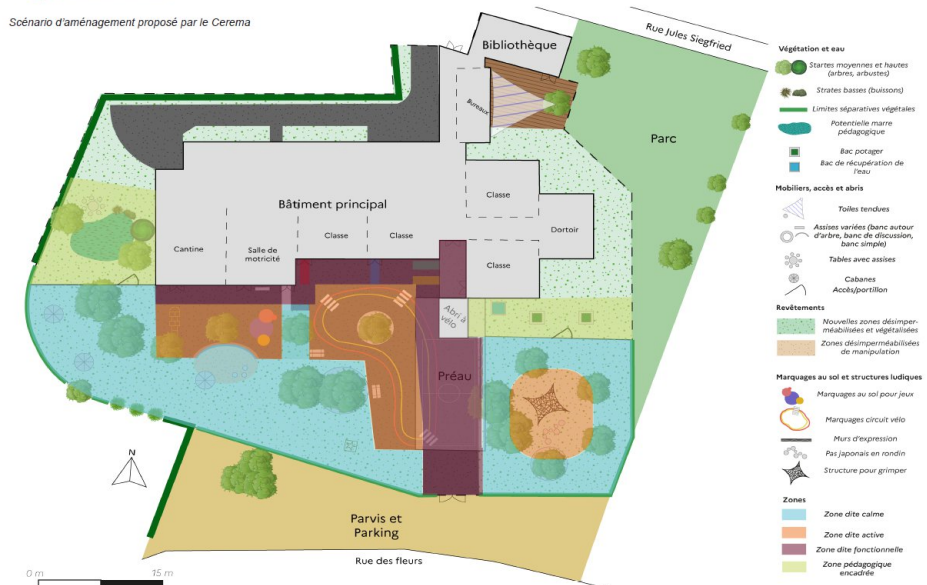 Scénario d'aménagement proposé par le Cerema
Rue Jules Siegfried
Bibliothèque
Bureaux
Parc
Classe
Bâtiment principal
Dortoir
Cantine
Salle de
motricité
Classe
Classe
Classe
Abri à
vélo
Préau
N
Parvis et
Parking
Rue des fleurs
0 m
15 m
Végétation et eau
Startes moyennes et hautes
(arbres, arbustes)
Strates basses (buissons)
Limites séparatives végétales
Potentielle marre
pédagogique
Bac potager
Bac de récupération de
l'eau
Mobiliers, accès et abris
Toiles tendues
Assises variées (banc autour
d'arbre, banc de discussion,
banc simple)
Tables avec assises
Cabanes
Accès/portillon
Revêtements
Nouvelles zones désimper-
méabilisées et végétalisées
Zones désimperméabilisées
de manipulation
Marquages au sol et structures ludiques
Marquages au sol pour jeux
Marquages circuit vélo
Murs d'expression
Pas japonais en rondin
Structure pour grimper
Zones
Zone dite calme
Zone dite active
Zone dite fonctionnelle
Zone pédagogique
encadrée